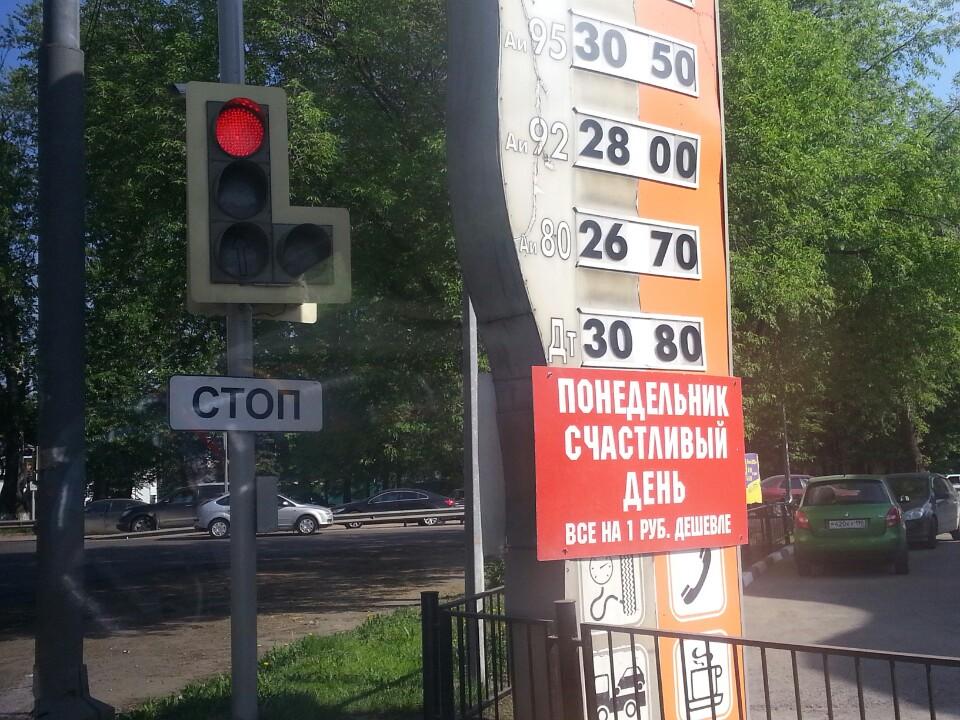 Аи 95 30 50
Аи 92 28 00
Аи 80 26 70
Дт 30 80
СТОП
ПОНЕДЕЛЬНИК
СЧАСТЛИВЫЙ
ДЕНЬ
ВСЕ НА 1 РУБ. ДЕШЕВЛЕ